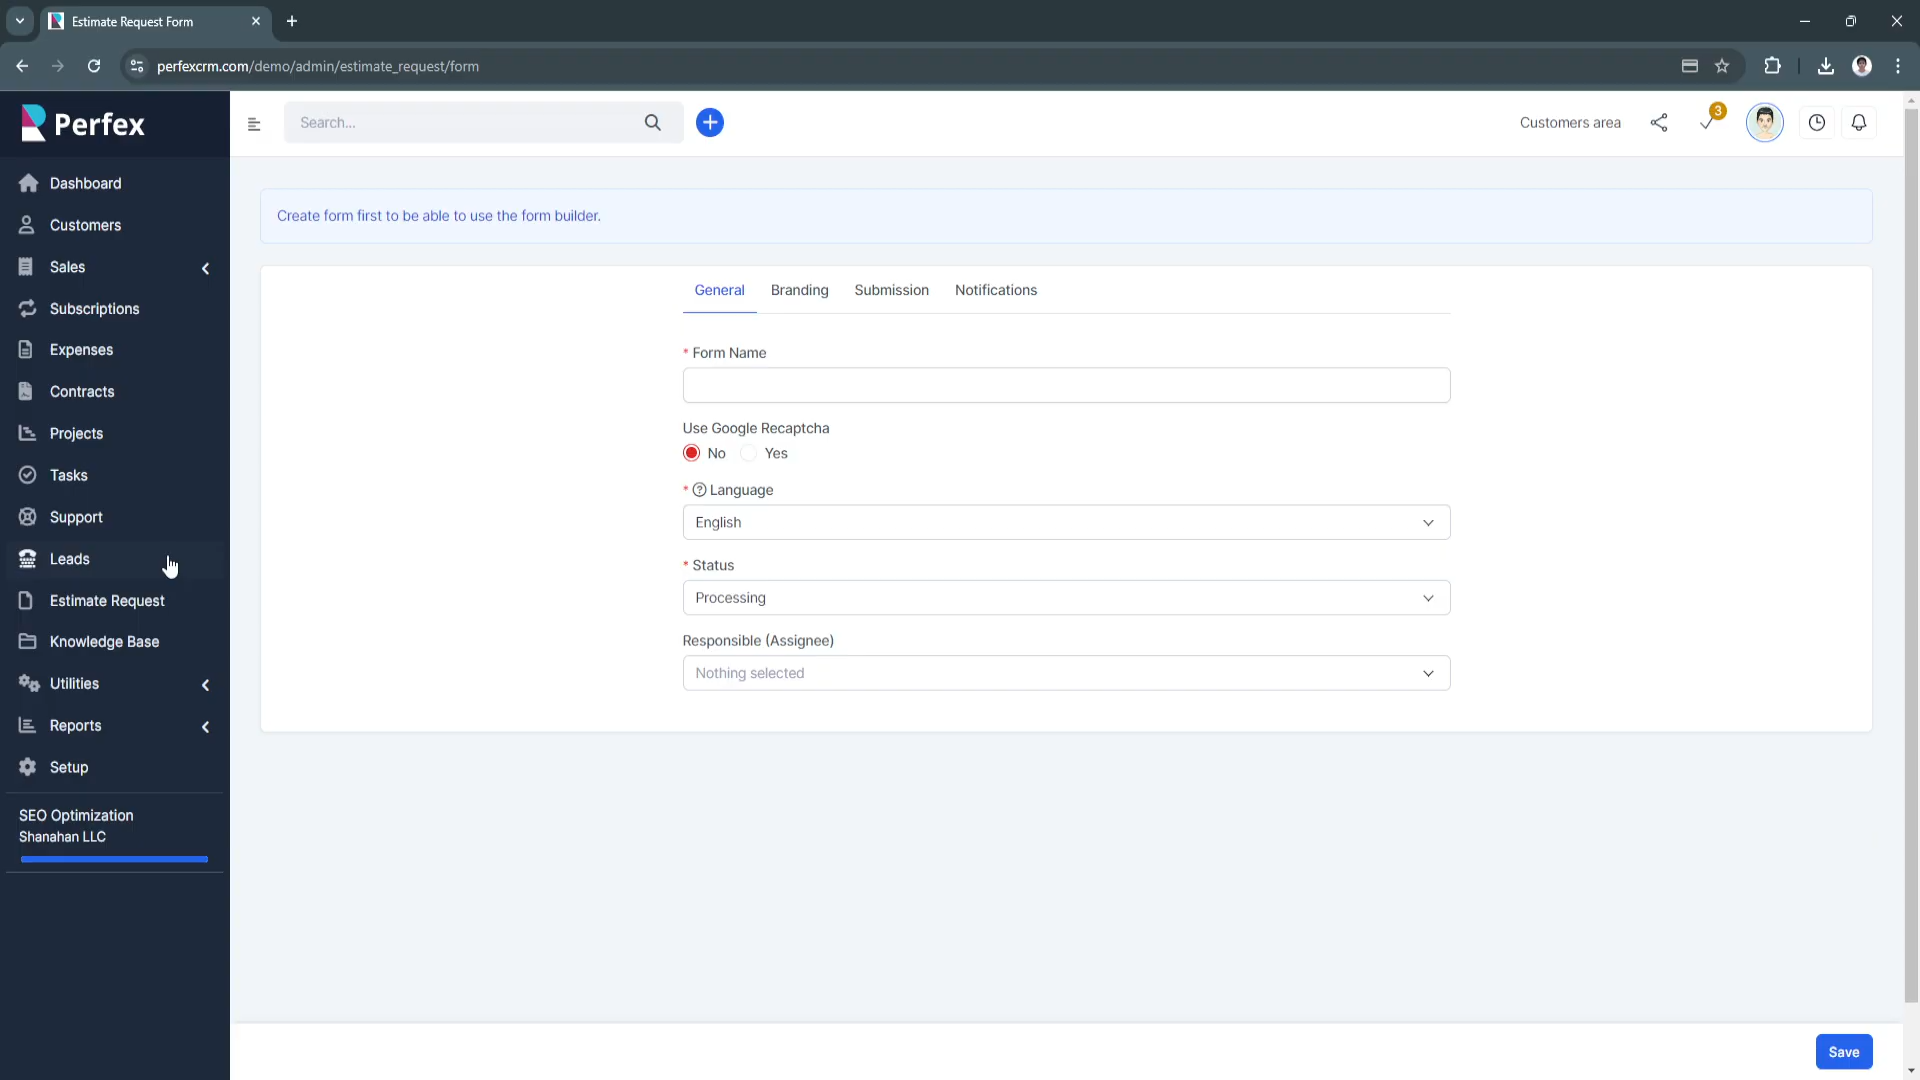 Estimate Request Form
perfexcrm.com/demo/admin/estimate_request/form
Perfex
Search...
Customers area
3
Dashboard
Customers
Sales
Subscriptions
Expenses
Contracts
Projects
Tasks
Support
Leads
Estimate Request
Knowledge Base
Utilities
Reports
Setup
SEO Optimization
Shanahan LLC
Create form first to be able to use the form builder.
General Branding Submission Notifications
* Form Name
Use Google Recaptcha
No Yes
* Language
English
* Status
Processing
Responsible (Assignee)
Nothing selected
Save